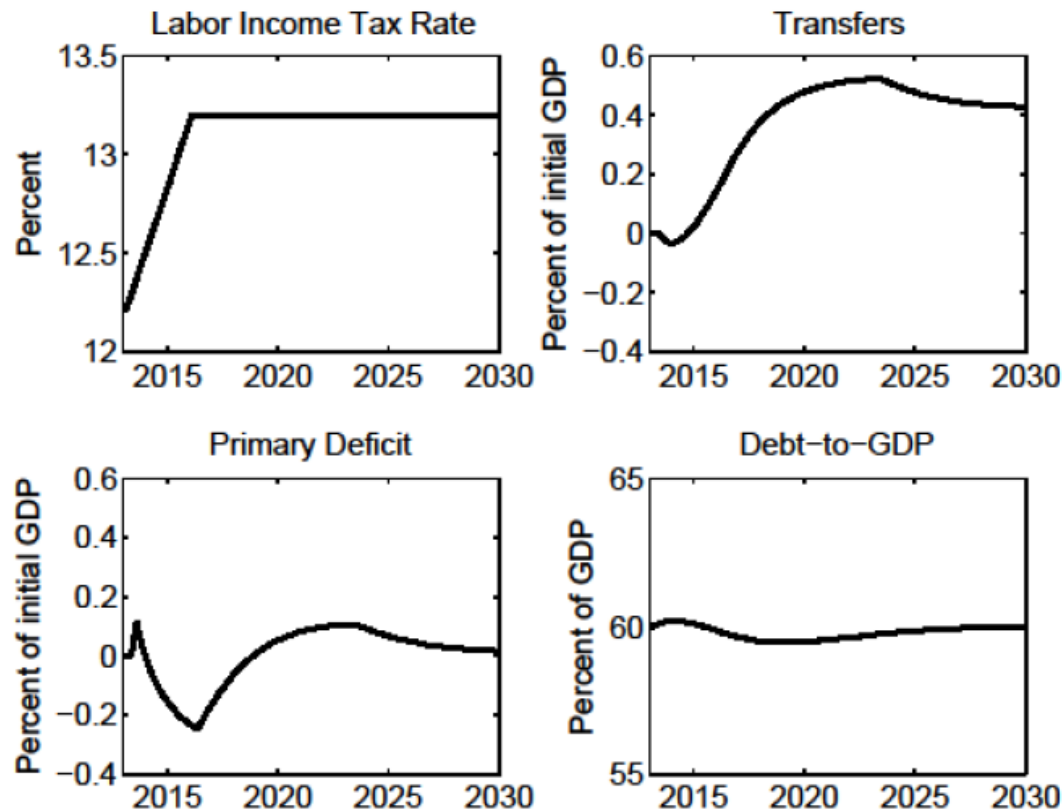 Labor Income Tax Rate
Percent
13.5
13
12.5
12
2015 2020 2025 2030
Transfers
Percent of initial GDP
0.6
0.4
0.2
0
−0.2
−0.4
2015 2020 2025 2030
Primary Deficit
Percent of initial GDP
0.6
0.4
0.2
0
−0.2
−0.4
2015 2020 2025 2030
Debt−to−GDP
Percent of GDP
65
60
55
2015 2020 2025 2030